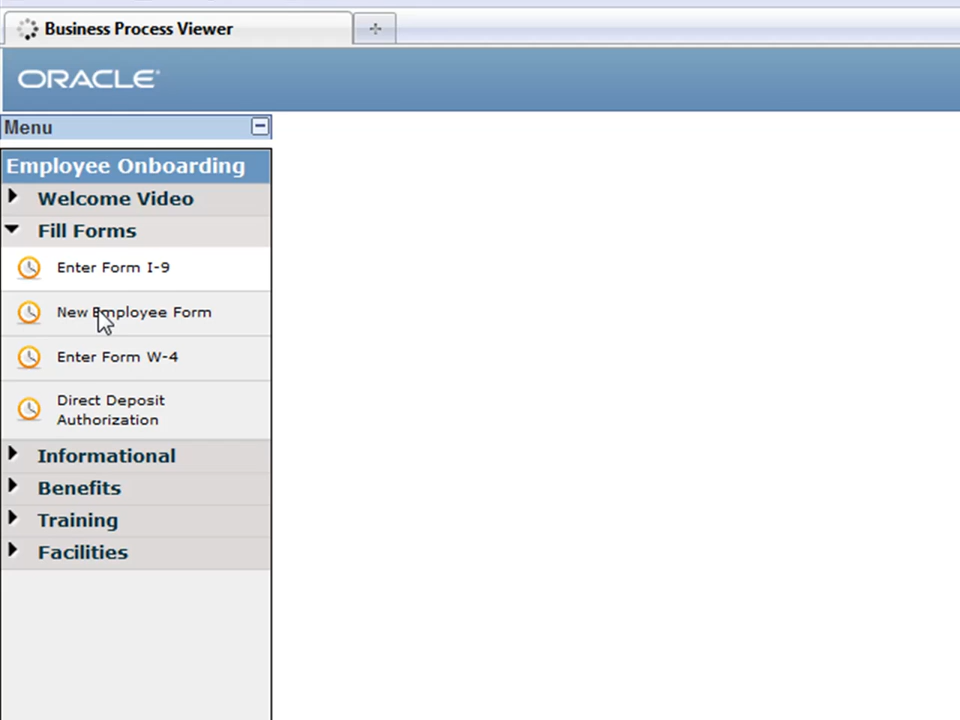 Business Process Viewer
ORACLE
Menu
Employee Onboarding
Welcome Video
Fill Forms
Enter Form I-9
New Employee Form
Enter Form W-4
Direct Deposit
Authorization
Informational
Benefits
Training
Facilities